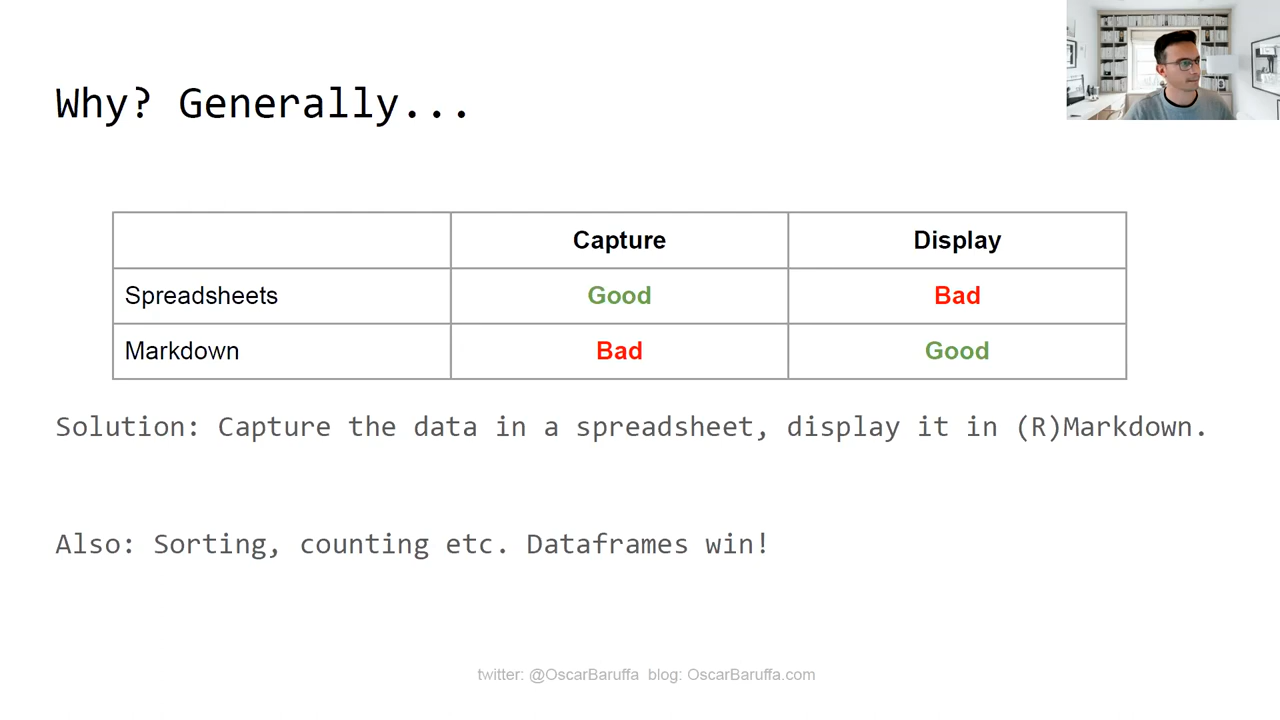 Why? Generally...
Capture Display
Spreadsheets Good Bad
Markdown Bad Good
Solution: Capture the data in a spreadsheet, display it in (R)Markdown.
Also: Sorting, counting etc. Dataframes win!
twitter: @OscarBaruffa blog: OscarBaruffa.com